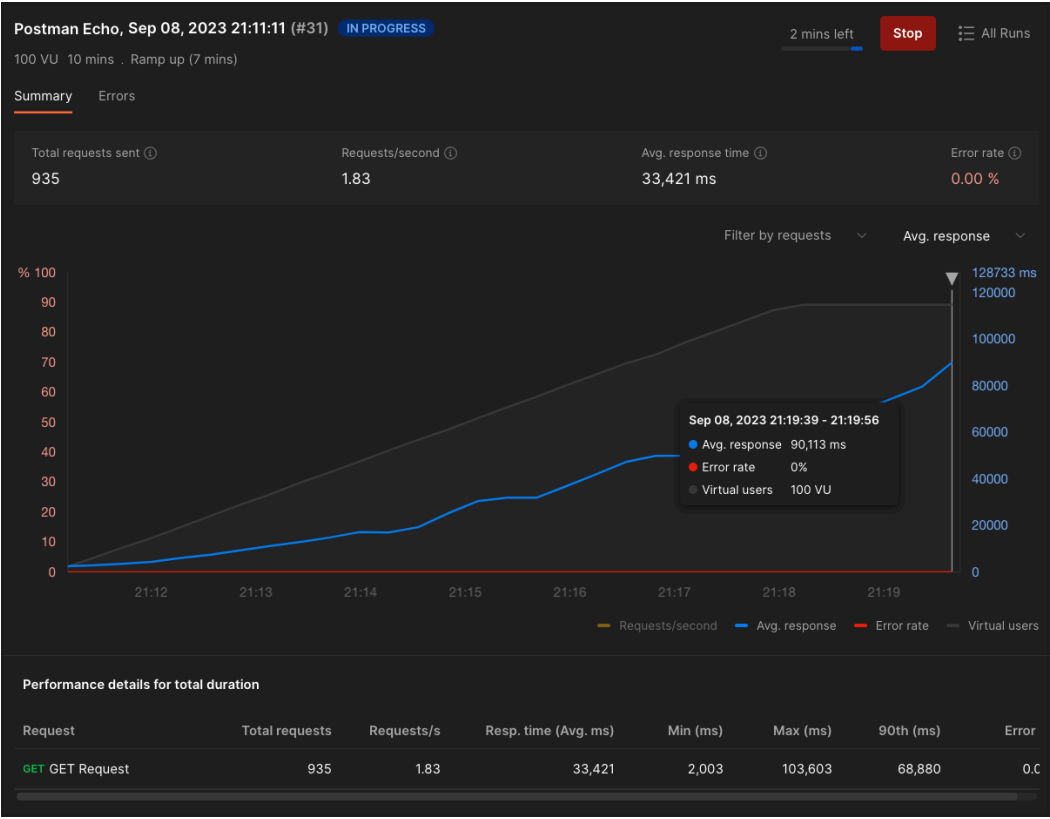 Postman Echo, Sep 08, 2023 21:11:11 (#31) IN PROGRESS
2 mins left Stop All Runs
100 VU 10 mins . Ramp up (7 mins)
Summary Errors
Total requests sent Requests/second Avg. response time Error rate
935 1.83 33,421 ms 0.00 %
Filter by requests Avg. response
% 100 128733 ms
120000
90
80 100000
70
80000
60
50 60000
40
40000
30
20 20000
10
0 0
Sep 08, 2023 21:19:39 - 21:19:56
Avg. response 90,113 ms
Error rate 0%
Virtual users 100 VU
21:12 21:13 21:14 21:15 21:16 21:17 21:18 21:19
Requests/second Avg. response Error rate Virtual users
Performance details for total duration
Request Total requests Requests/s Resp. time (Avg. ms) Min (ms) Max (ms) 90th (ms) Error
GET GET Request 935 1.83 33,421 2,003 103,603 68,880 0.0